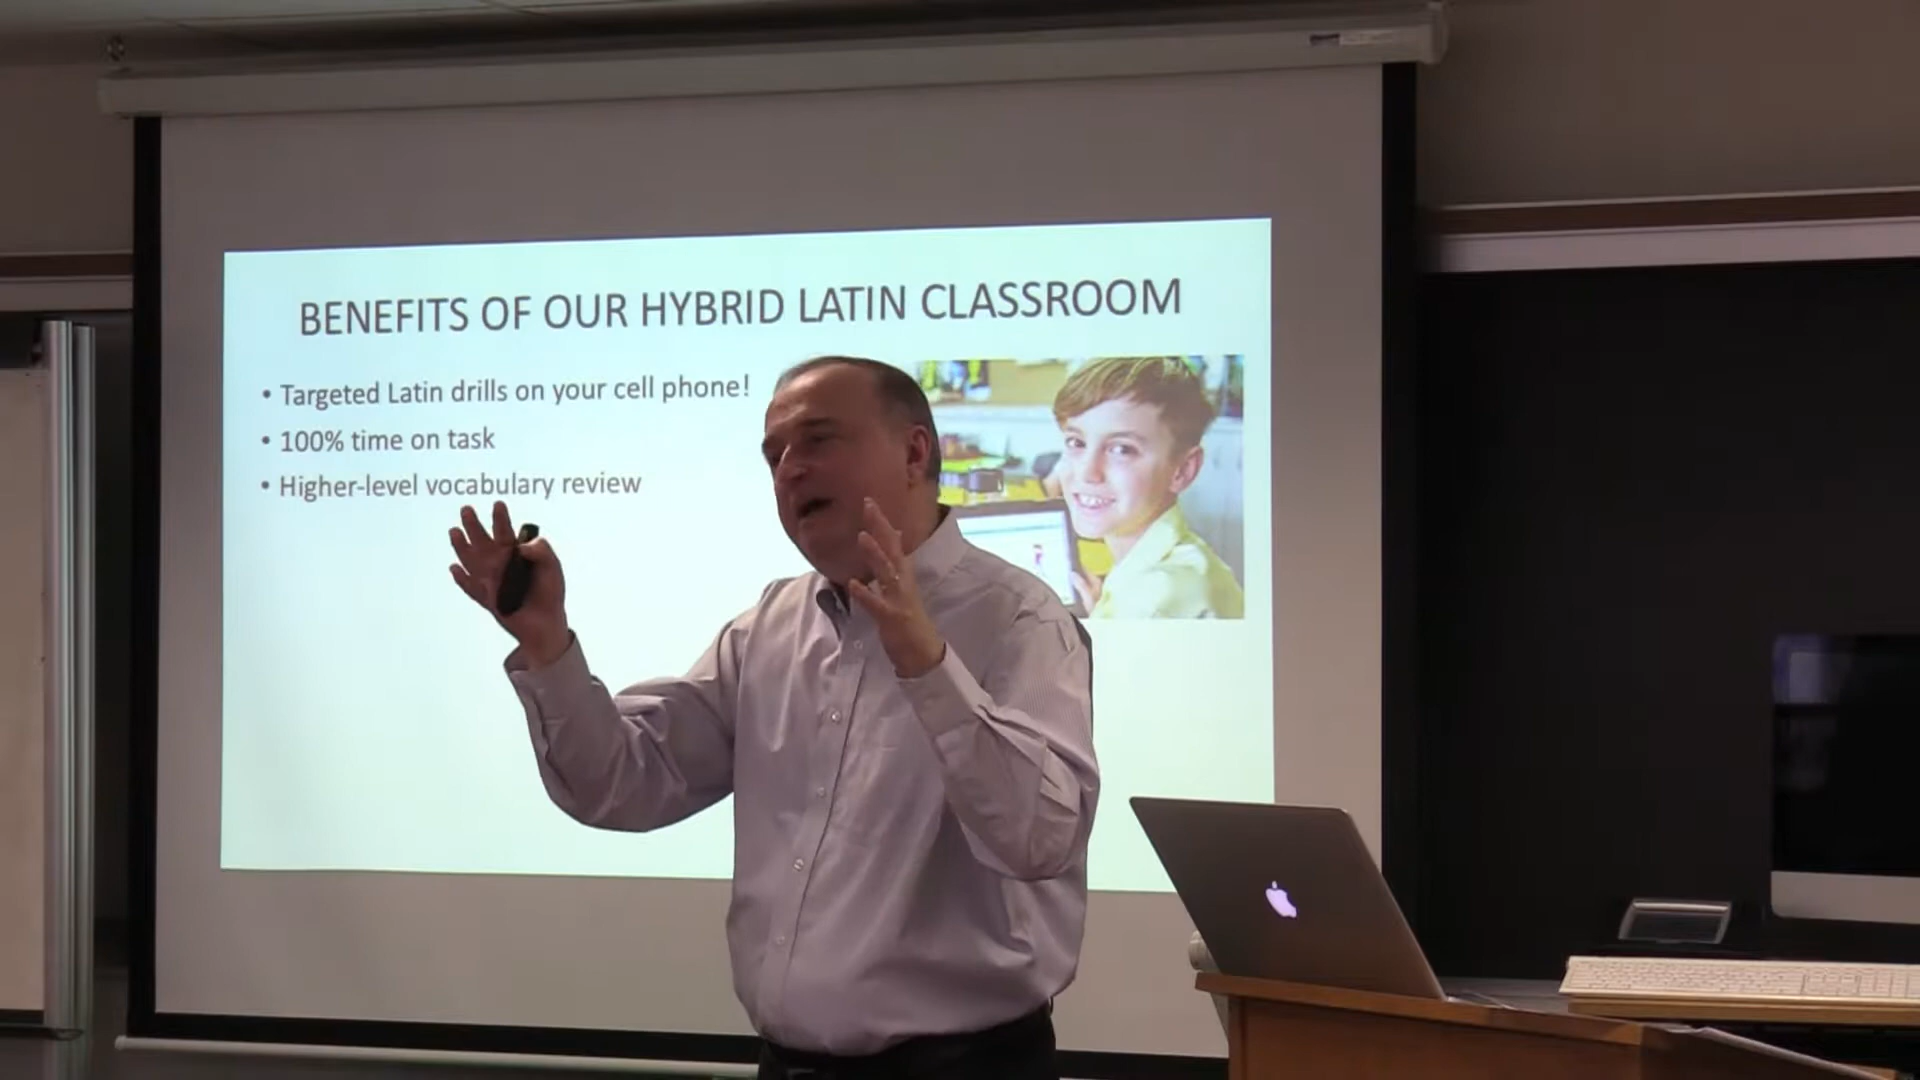 BENEFITS OF OUR HYBRID LATIN CLASSROOM
• Targeted Latin drills on your cell phone!
• 100% time on task
• Higher-level vocabulary review